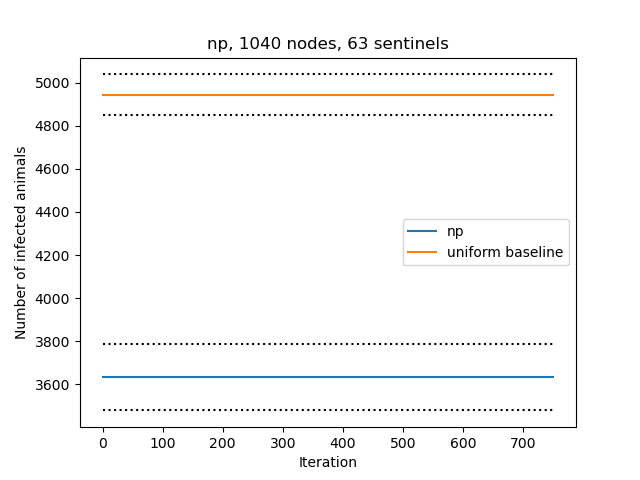 np, 1040 nodes, 63 sentinels
Number of infected animals
5000
4800
4600
4400
4200
4000
3800
3600
np
uniform baseline
0 100 200 300 400 500 600 700
Iteration